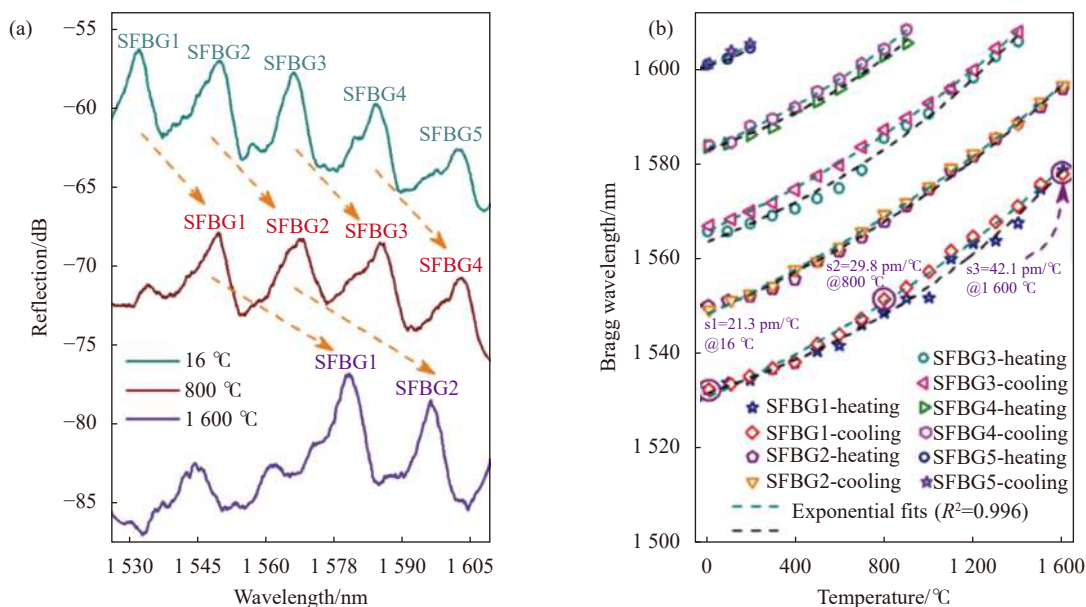 (a)
−55
−60
−65
−70
−75
−80
−85
Reflection/dB
SFBG1
SFBG2
SFBG3
SFBG4
SFBG5
SFBG1
SFBG2
SFBG3
SFBG4
SFBG1
SFBG2
16 ℃
800 ℃
1 600 ℃
1 530
1 545
1 560
1 578
1 590
1 605
Wavelength/nm
(b)
1 600
1 580
1 560
1 540
1 520
1 500
Bragg wavelength/nm
s1=21.3 pm/℃
@16 ℃
s2=29.8 pm/℃
@800 ℃
s3=42.1 pm/℃
@1 600 ℃
SFBG1-heating
SFBG1-cooling
SFBG2-heating
SFBG2-cooling
SFBG3-heating
SFBG3-cooling
SFBG4-heating
SFBG4-cooling
SFBG5-heating
SFBG5-cooling
Exponential fits (R²=0.996)
0
400
800
1 200
1 600
Temperature/℃